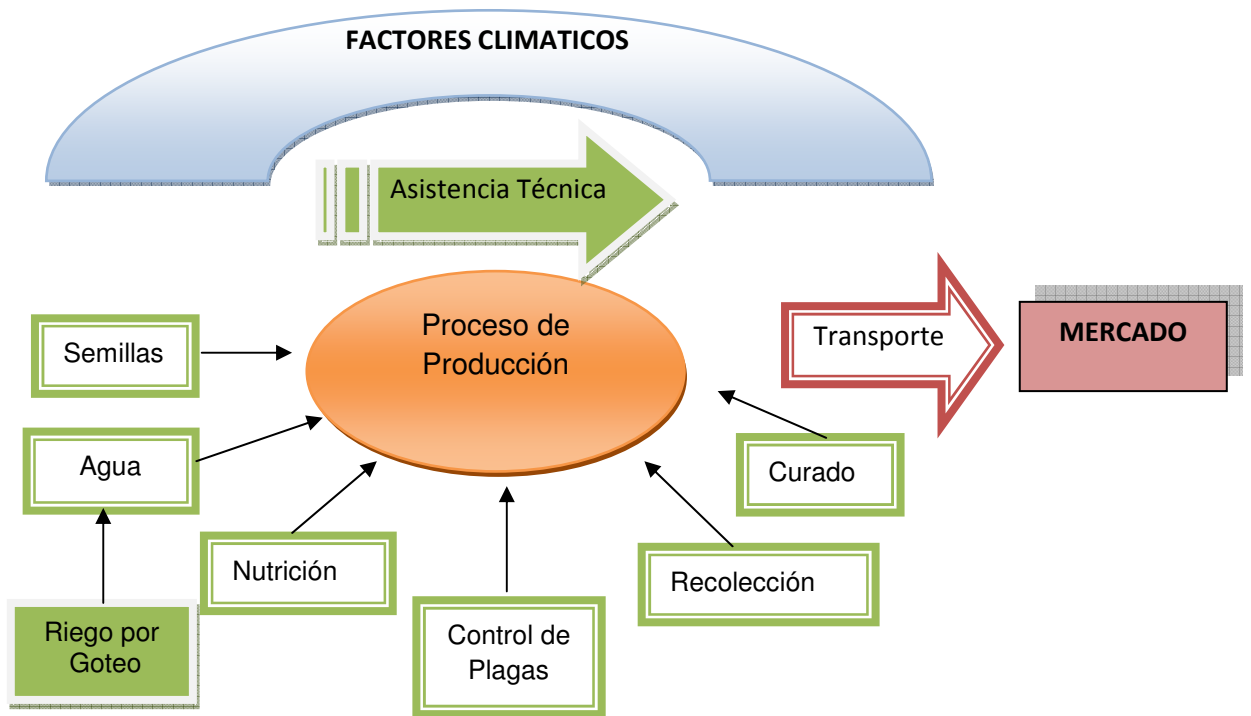 FACTORES CLIMATICOS
Asistencia Técnica
Proceso de
Producción
Transporte
MERCADO
Semillas
Agua
Curado
Nutrición
Recolección
Riego por
Goteo
Control de
Plagas